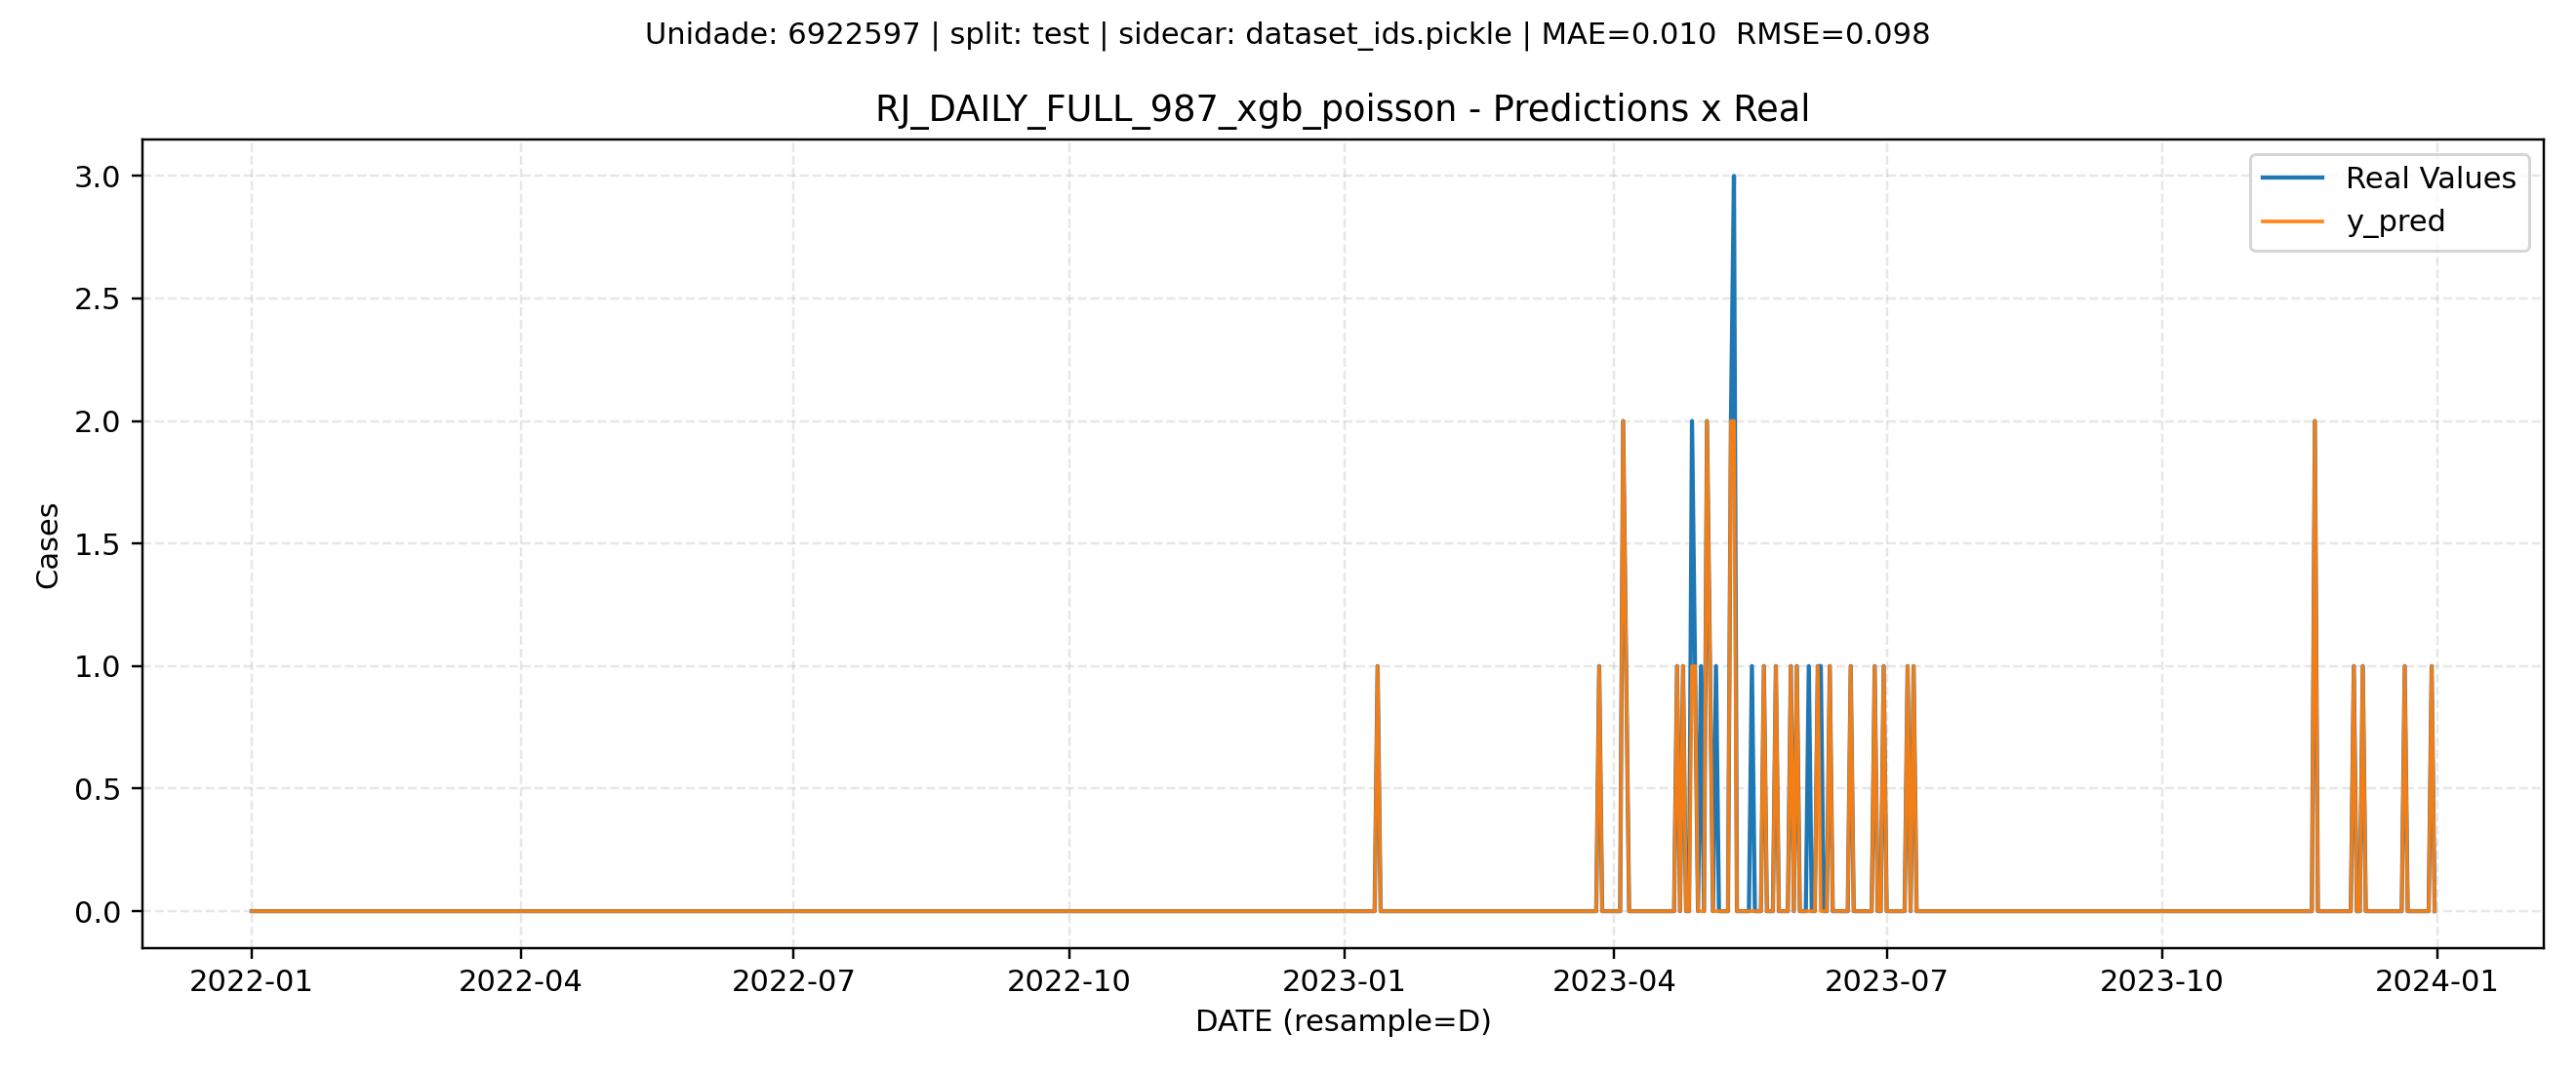 Unidade: 6922597 | split: test | sidecar: dataset_ids.pickle | MAE=0.010  RMSE=0.098
RJ_DAILY_FULL_987_xgb_poisson - Predictions x Real
Real Values
y_pred
Cases
3.0
2.5
2.0
1.5
1.0
0.5
0.0
2022-01 2022-04 2022-07 2022-10 2023-01 2023-04 2023-07 2023-10 2024-01
DATE (resample=D)